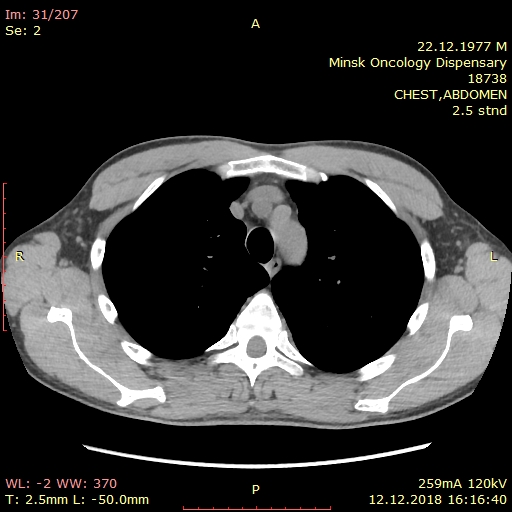 Im: 31/207
Se: 2
A
22.12.1977 M
Minsk Oncology Dispensary
18738
CHEST,ABDOMEN
2.5 stnd
R
L
WL: -2 WW: 370
T: 2.5mm L: -50.0mm
P
259mA 120kV
12.12.2018 16:16:40